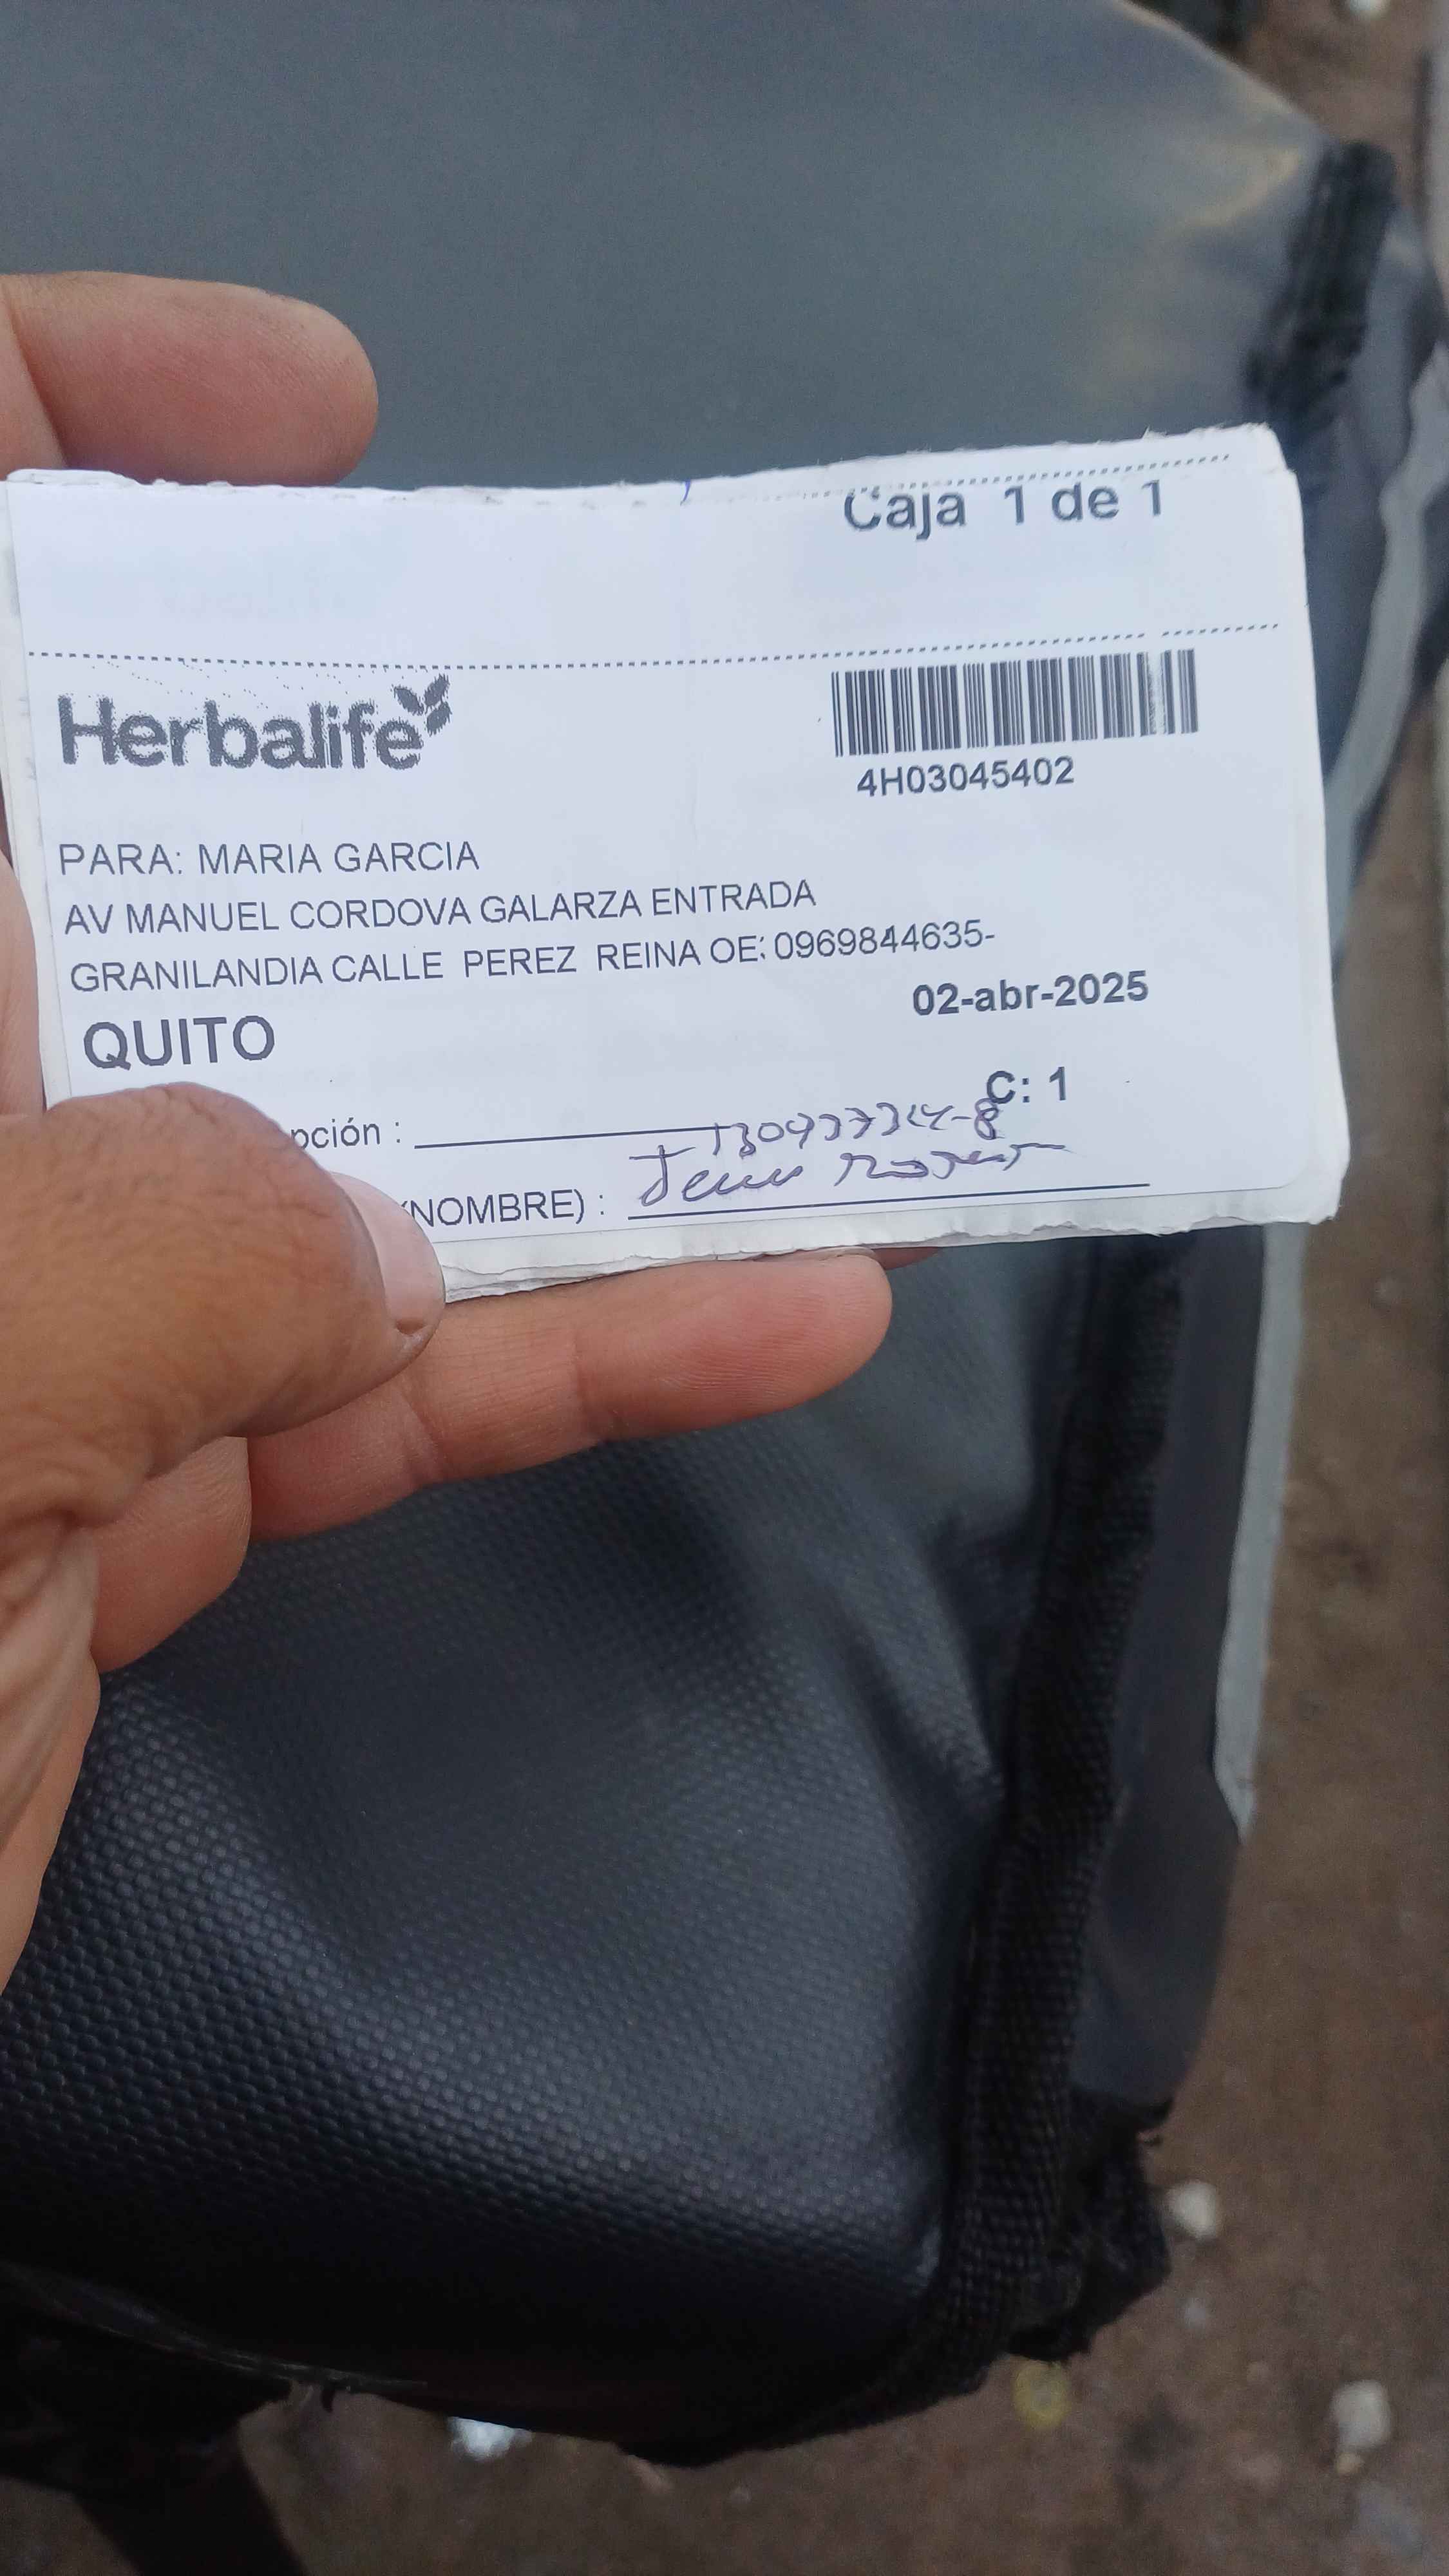 Caja 1 de 1
Herbalife
4H03045402
PARA: MARIA GARCIA
AV MANUEL CORDOVA GALARZA ENTRADA
GRANILANDIA CALLE PEREZ REINA OE: 0969844635-
02-abr-2025
QUITO
C: 1
pción :
(NOMBRE) :